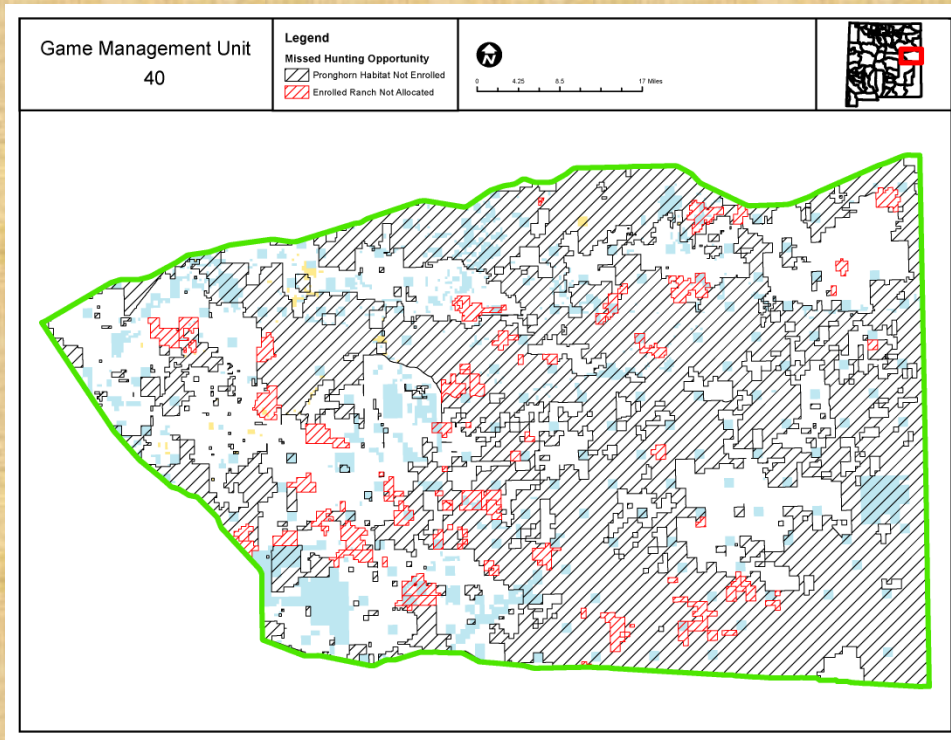 Game Management Unit
40
Legend
Missed Hunting Opportunity
Pronghorn Habitat Not Enrolled
Enrolled Ranch Not Allocated
N
0 4.25 8.5 17 Miles